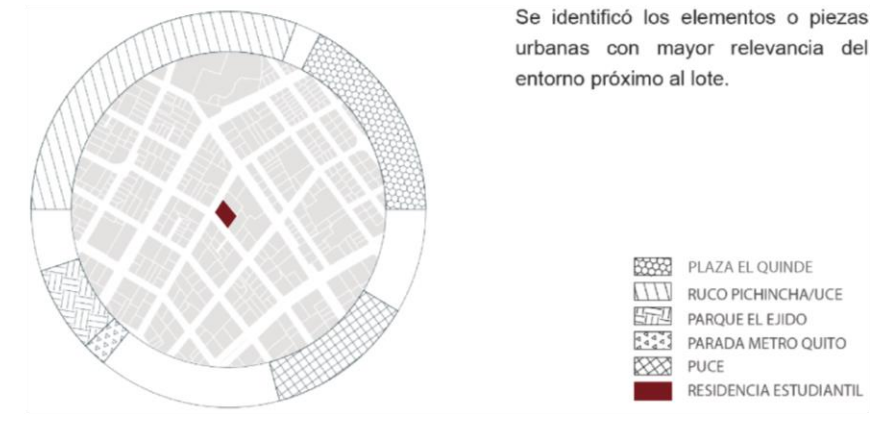 Se identificó los elementos o piezas
urbanas con mayor relevancia del
entorno próximo al lote.
PLAZA EL QUINDE
RUCO PICHINCHA/UCE
PARQUE EL EJIDO
PARADA METRO QUITO
PUCE
RESIDENCIA ESTUDIANTIL